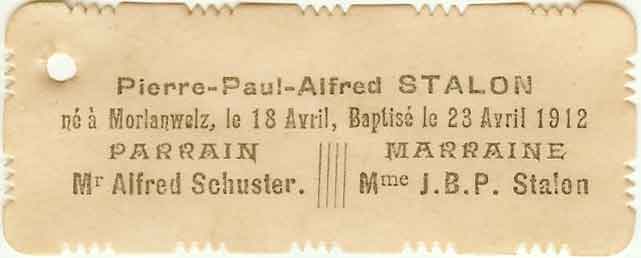 Pierre-Paul-Alfred STALON
né à Morlanwelz, le 18 Avril, Baptisé le 23 Avril 1912
PARRAIN MARRAINE
Mr Alfred Schuster. Mme J.B.P. Stalon